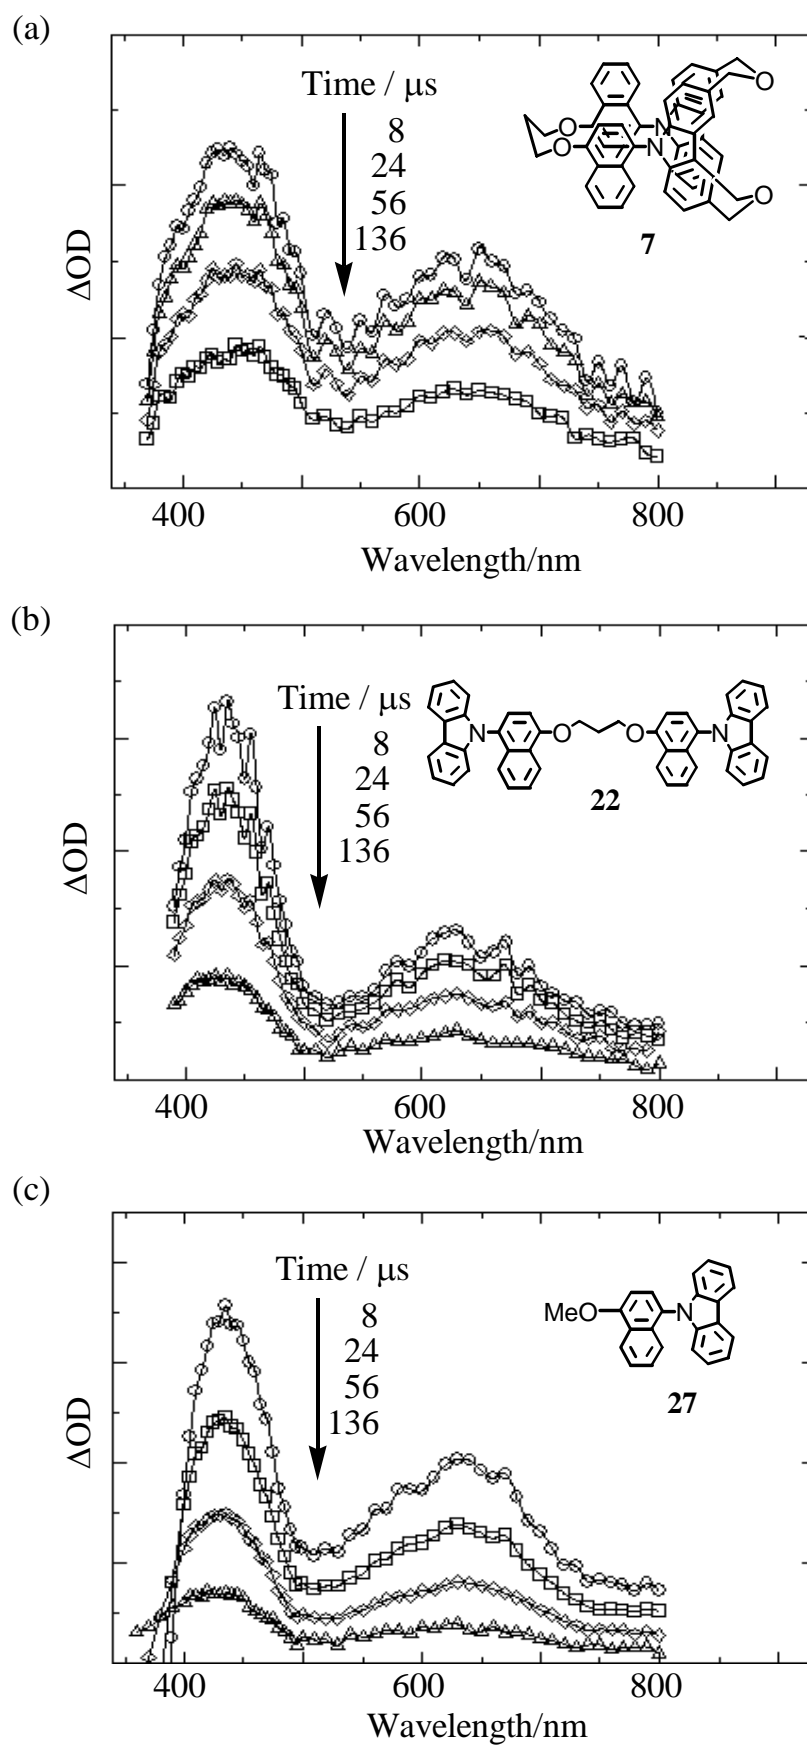 (a)
Time / μs
8
24
56
136
O
O
N
N
O
O
7
ΔOD
400 600 800
Wavelength/nm
(b)
Time / μs
8
24
56
136
N
O
O
N
22
ΔOD
400 600 800
Wavelength/nm
(c)
Time / μs
8
24
56
136
MeO
N
27
ΔOD
400 600 800
Wavelength/nm